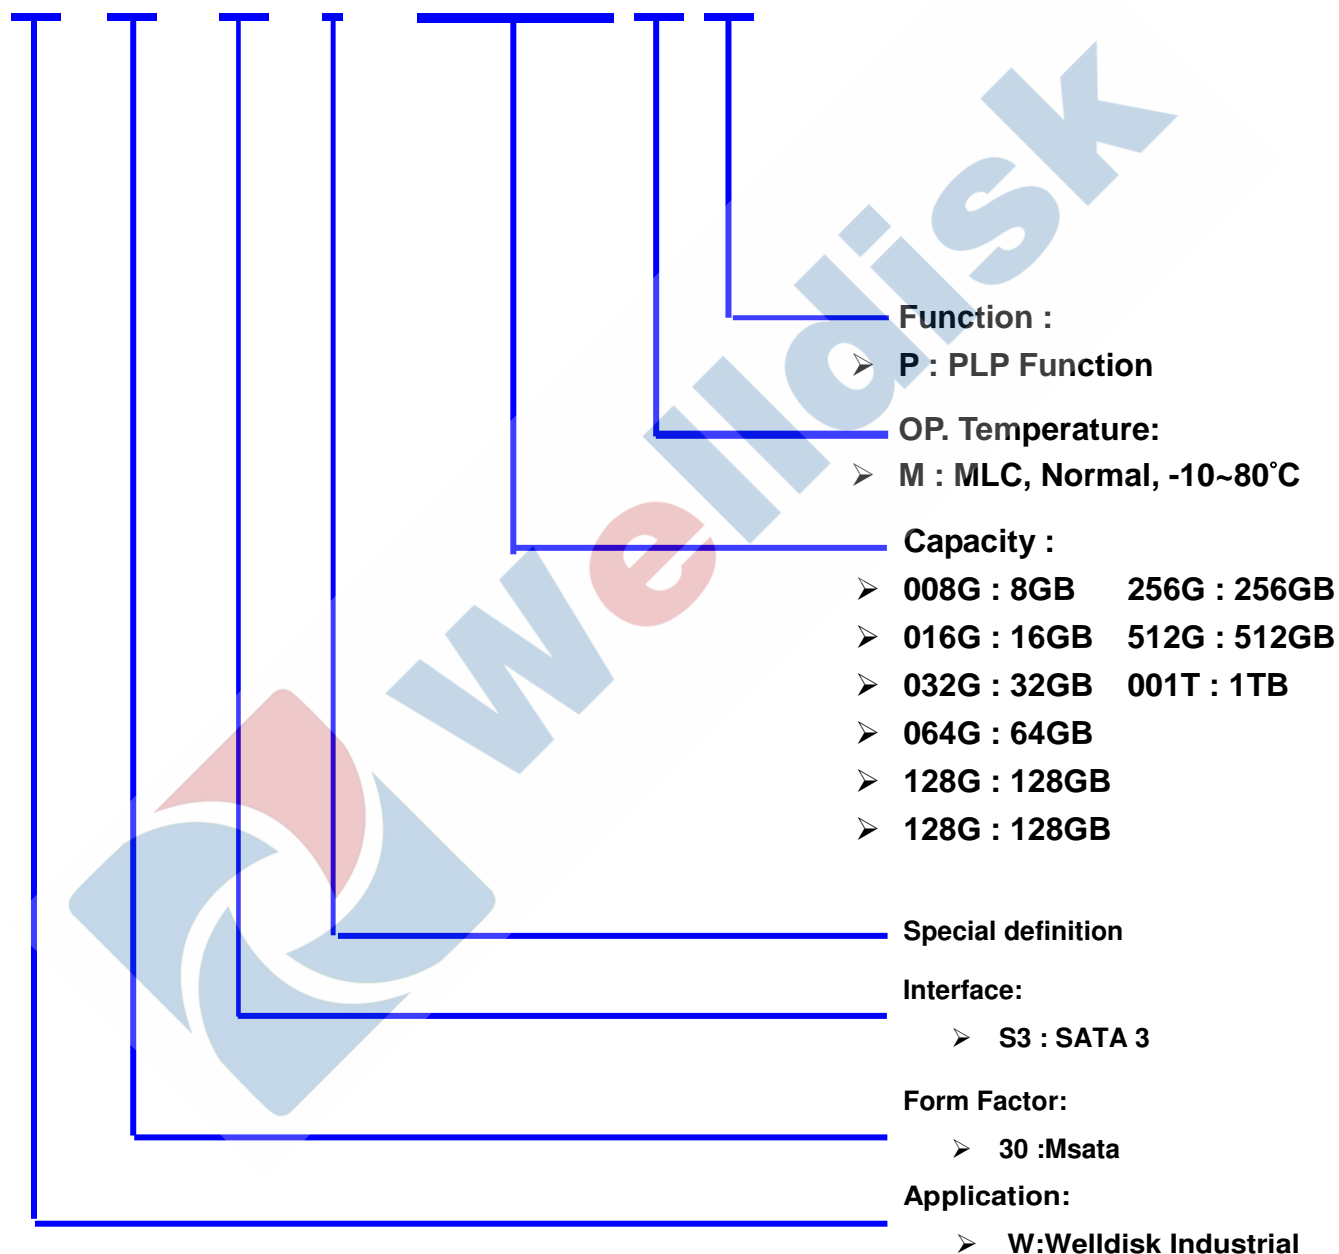 Function :
➢ P : PLP Function
OP. Temperature:
➢ M : MLC, Normal, -10~80°C
Capacity :
➢ 008G : 8GB 256G : 256GB
➢ 016G : 16GB 512G : 512GB
➢ 032G : 32GB 001T : 1TB
➢ 064G : 64GB
➢ 128G : 128GB
➢ 128G : 128GB
Special definition
Interface:
➢ S3 : SATA 3
Form Factor:
➢ 30 :Msata
Application:
➢ W:Welldisk Industrial
welldisk